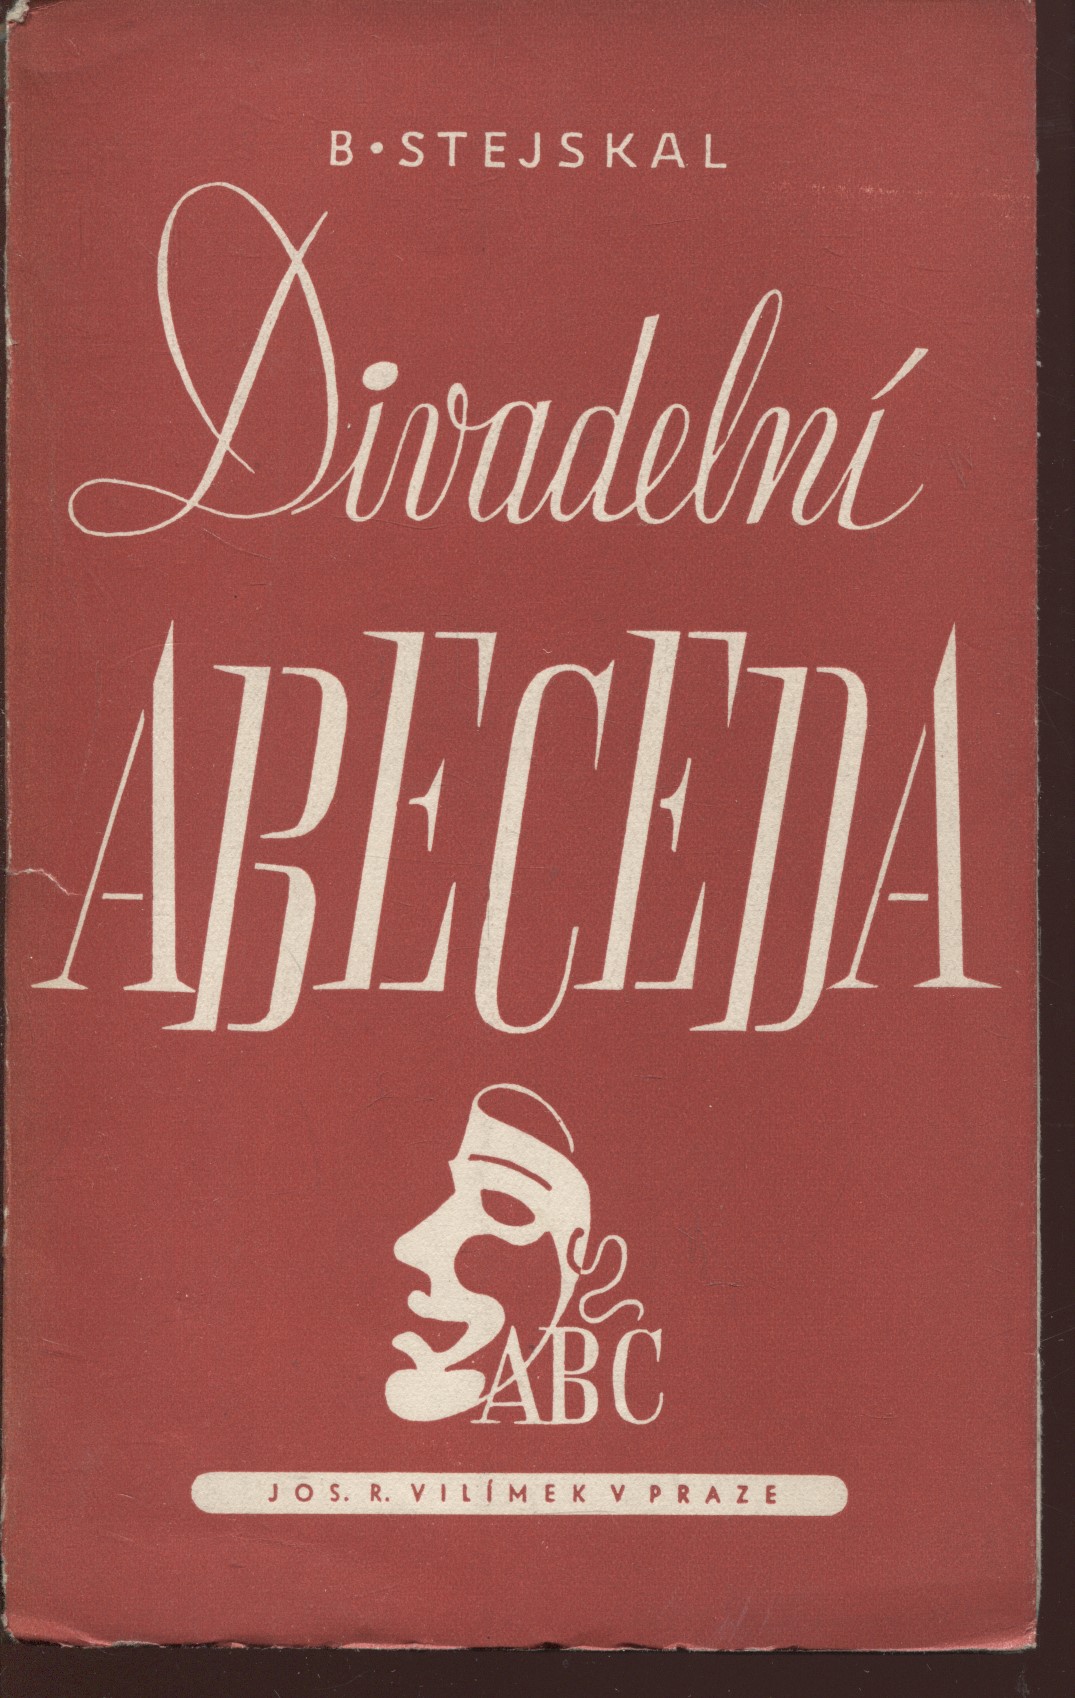 B • STEJSKAL
Divadelní
ABECEDA
ABC
JOS. R. VILÍMEK V PRAZE